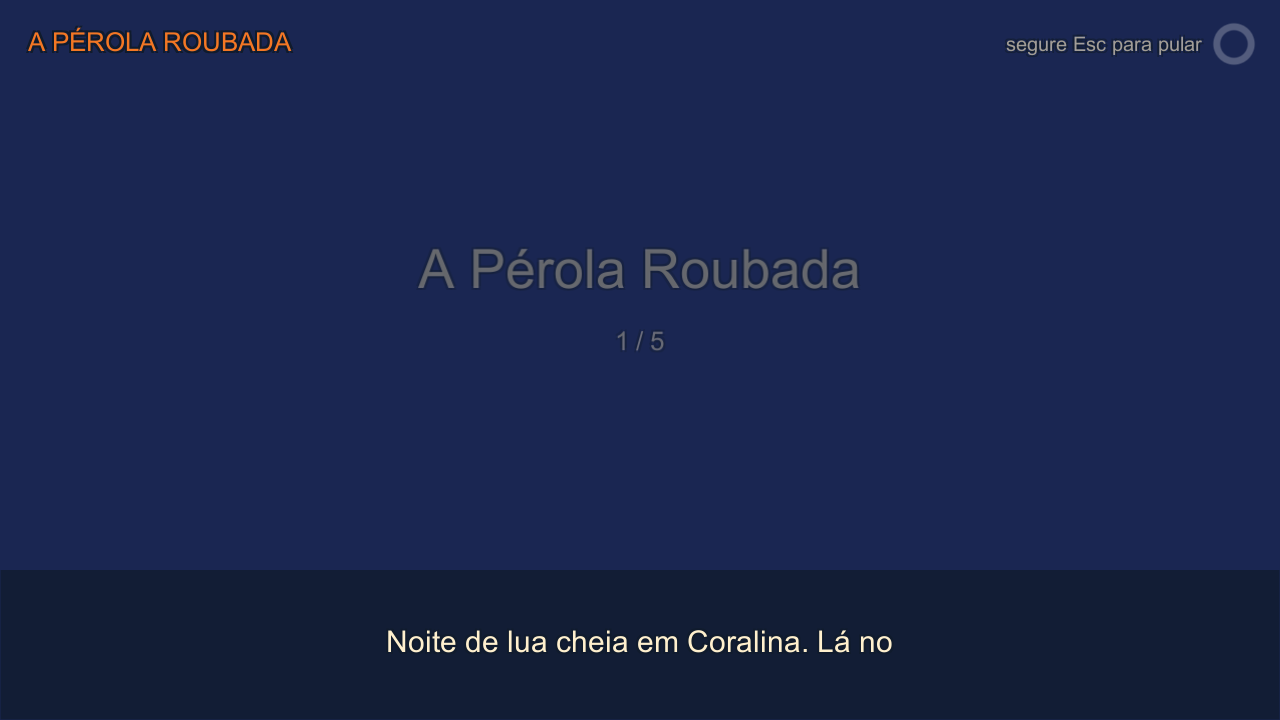 A PÉROLA ROUBADA
segure Esc para pular
A Pérola Roubada
1 / 5
Noite de lua cheia em Coralina. Lá no